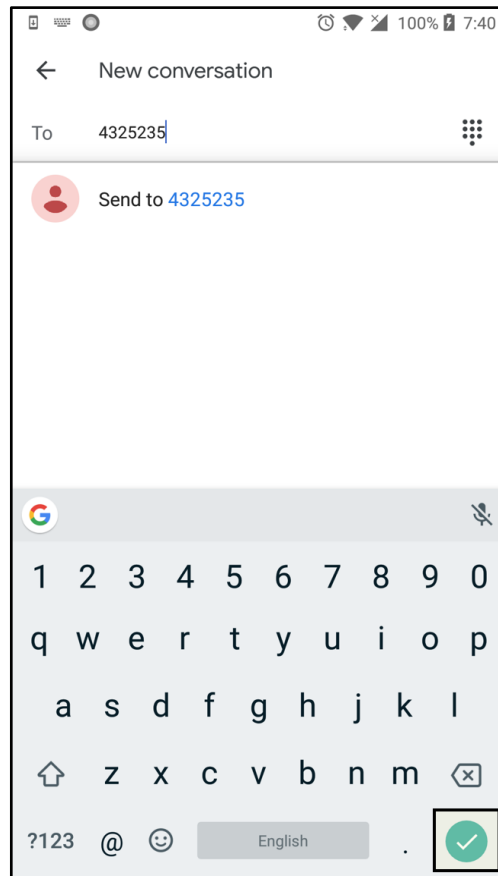 100% 7:40
New conversation
To 4325235
Send to 4325235
G
1 2 3 4 5 6 7 8 9 0
q w e r t y u i o p
a s d f g h j k l
z x c v b n m
?123 @ English .